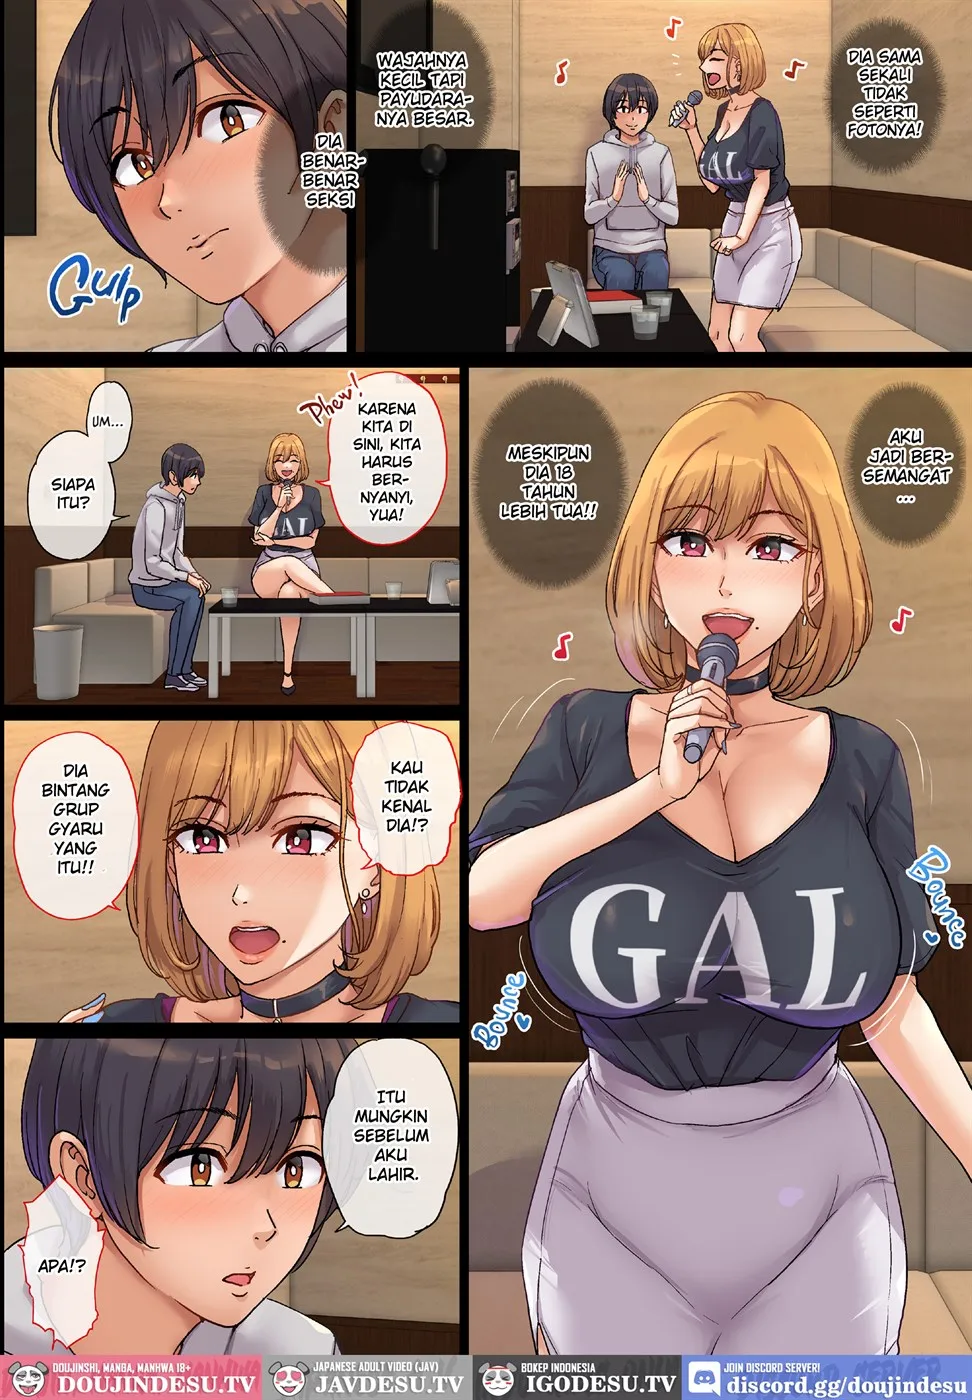 DIA SAMA
SEKALI
TIDAK
SEPERTI
FOTONYA!
WAJAHNYA
KECIL TAPI
PAYUDARA-
NYA BESAR.
DIA
BENAR-
BENAR
SEKSI
Gulp
GAL
AKU
JADI BER-
SEMANGAT
...
MESKIPUN
DIA 18
TAHUN
LEBIH TUA!!
GAL
Bounce
Bounce
Phew!
KARENA
KITA DI
SINI, KITA
HARUS
BER-
NYANYI,
YUA!
UM...
SIAPA
ITU?
GAL
KAU
TIDAK
KENAL
DIA!?
DIA
BINTANG
GRUP
GYARU
YANG
ITU!!
ITU
MUNGKIN
SEBELUM
AKU
LAHIR.
APA!?
DOUJINSHI, MANGA, MANHWA 18+
DOUJINDESU.TV
JAPANESE ADULT VIDEO (JAV)
JAVDESU.TV
BOKEP INDONESIA
IGODESU.TV
JOIN DISCORD SERVER!
discord.gg/doujindesu